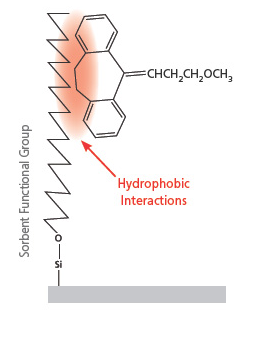 =CHCH₂CH₂OCH₃
Hydrophobic
Interactions
Sorbent Functional Group
O
Si